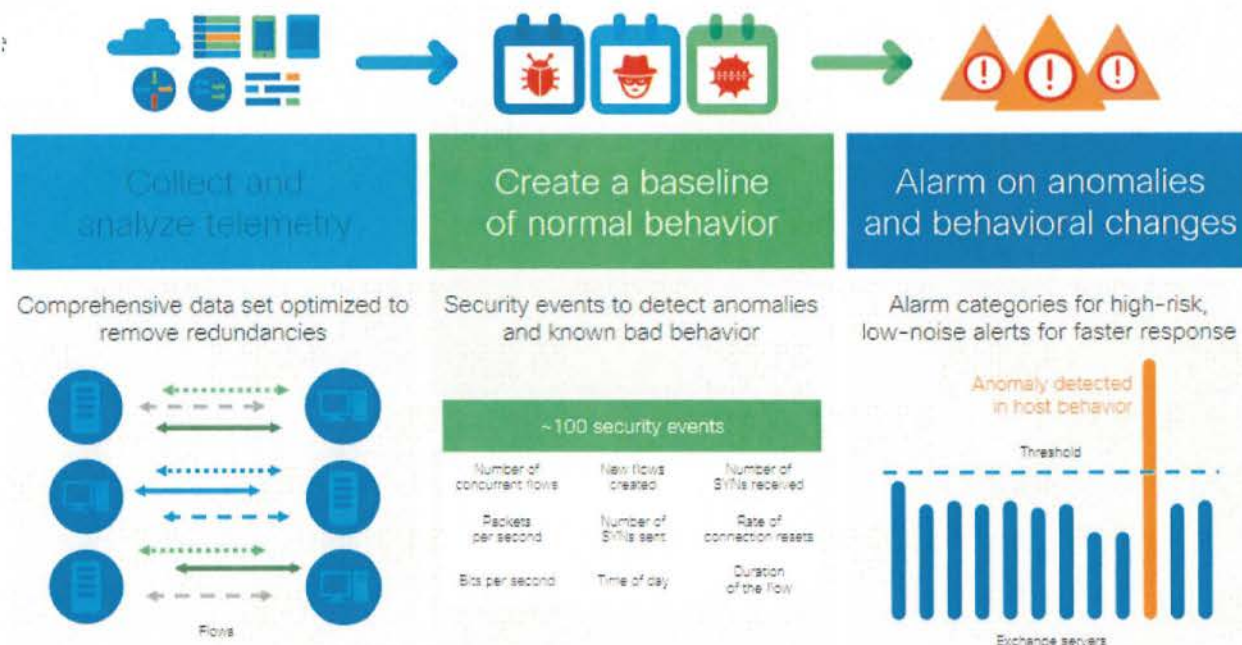 Collect and
analyze telemetry
Create a baseline
of normal behavior
Alarm on anomalies
and behavioral changes
Comprehensive data set optimized to
remove redundancies
Security events to detect anomalies
and known bad behavior
Alarm categories for high-risk,
low-noise alerts for faster response
Flows
~100 security events
Number of
concurrent flows
New flows
created
Number of
SYNs received
Packets
per second
Number of
SYNs sent
Rate of
connection resets
Bits per second
Time of day
Duration
of the flow
Anomaly detected
in host behavior
Threshold
Exchange servers